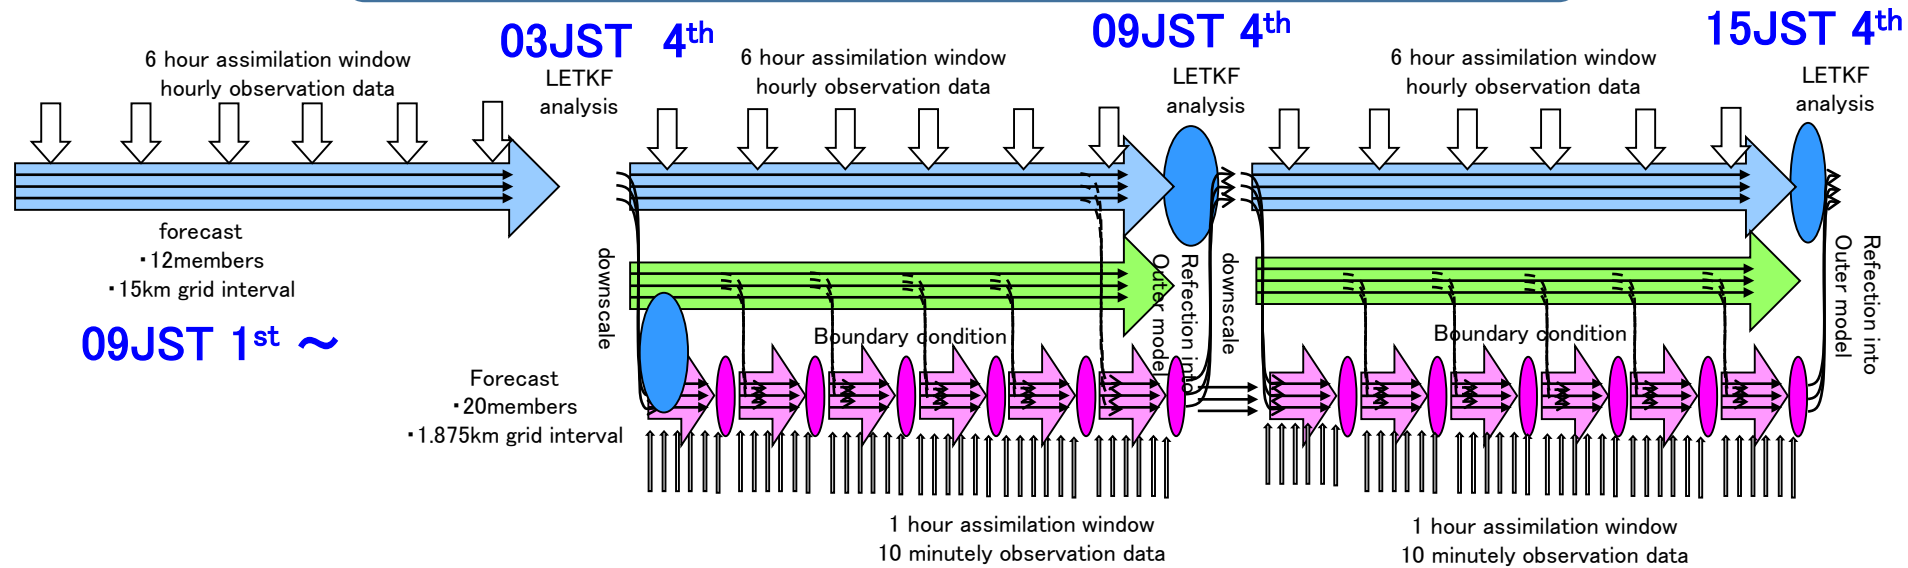 03JST 4th
09JST 4th
15JST 4th
6 hour assimilation window
hourly observation data
LETKF
analysis
6 hour assimilation window
hourly observation data
LETKF
analysis
6 hour assimilation window
hourly observation data
LETKF
analysis
forecast
・12members
・15km grid interval
09JST 1st ～
downscale
Refection into
Outer model
downscale
Refection into
Outer model
Boundary condition
Boundary condition
Forecast
・20members
・1.875km grid interval
1 hour assimilation window
10 minutely observation data
1 hour assimilation window
10 minutely observation data